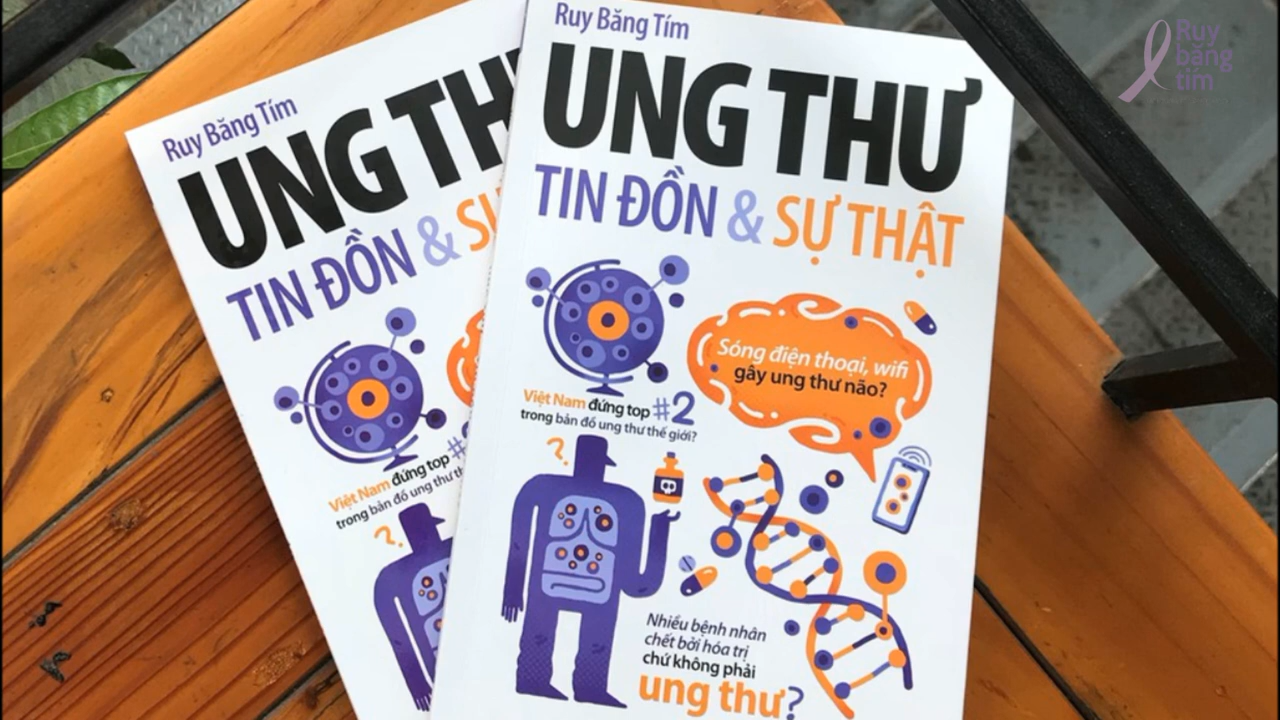 Ruy Băng Tím
UNG THƯ
TIN ĐỒN & SỰ THẬT
Việt Nam đứng top #2
trong bản đồ ung thư thế giới?
Sóng điện thoại, wifi
gây ung thư não?
Nhiều bệnh nhân
chết bởi hóa trị
chứ không phải
ung thư?
Ruy Băng Tím
UNG TH
TIN ĐỒN & SỰ
Việt Nam đứng top #
trong bản đồ ung thư th
Ruy
băng
tím